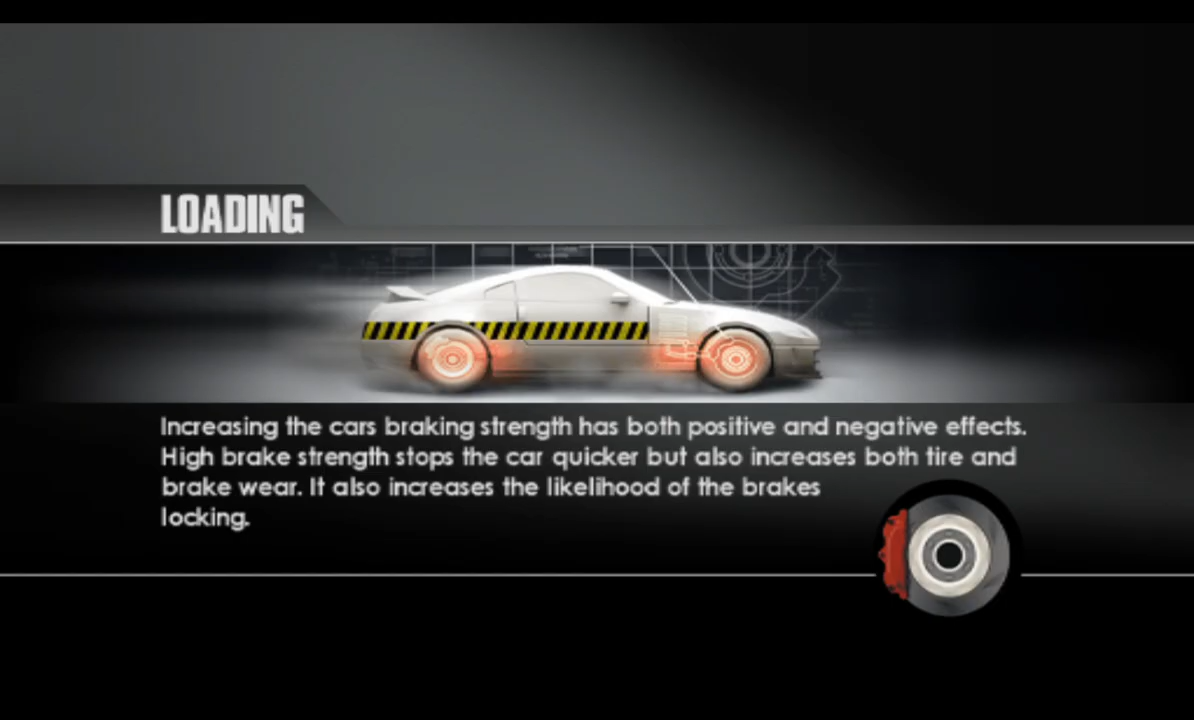 LOADING
Increasing the cars braking strength has both positive and negative effects.
High brake strength stops the car quicker but also increases both tire and
brake wear. It also increases the likelihood of the brakes
locking.